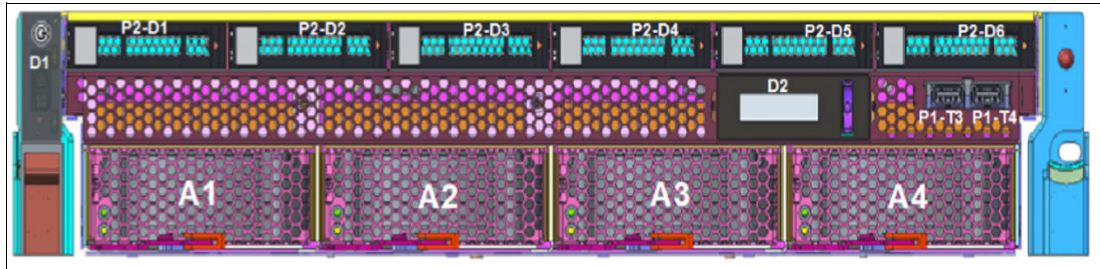 P2-D1 P2-D2 P2-D3 P2-D4 P2-D5 P2-D6
D1
D2
P1-T3 P1-T4
A1 A2 A3 A4